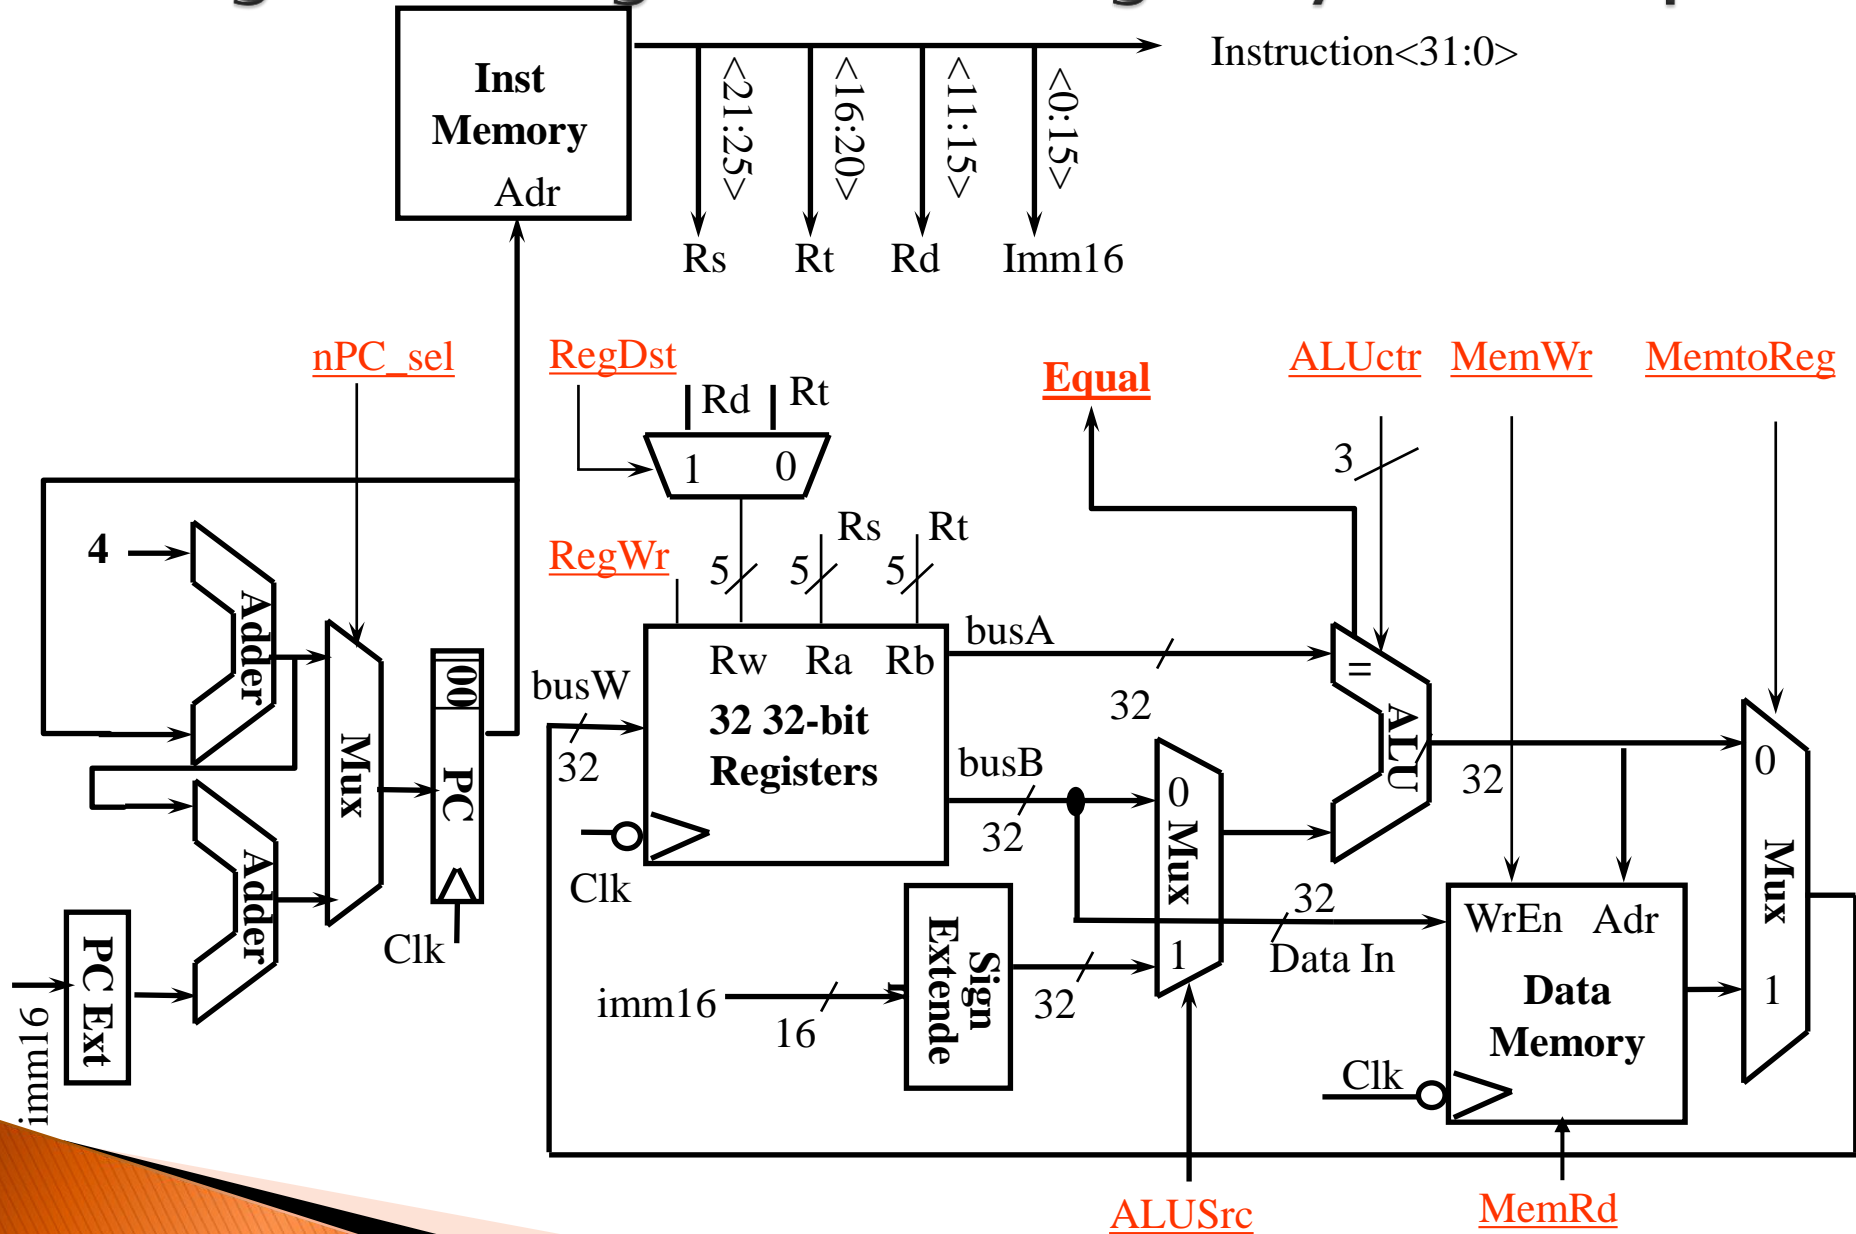 Inst
Memory
Adr
Instruction<31:0>
<21:25>
<16:20>
<11:15>
<0:15>
Rs
Rt
Rd
Imm16
nPC_sel
RegDst
Equal
ALUctr
MemWr
MemtoReg
Rd
Rt
1
0
3
4
Rs
Rt
RegWr
5
5
5
Adder
busW
32
Rw
Ra
Rb
32 32-bit
Registers
busA
32
=
ALU
busB
32
0
Mux
1
32
0
Mux
1
Mux
00
PC
Clk
Adder
PC Ext
imm16
Clk
imm16
16
Sign
Extende
32
32
Data In
WrEn
Adr
Data
Memory
Clk
ALUSrc
MemRd